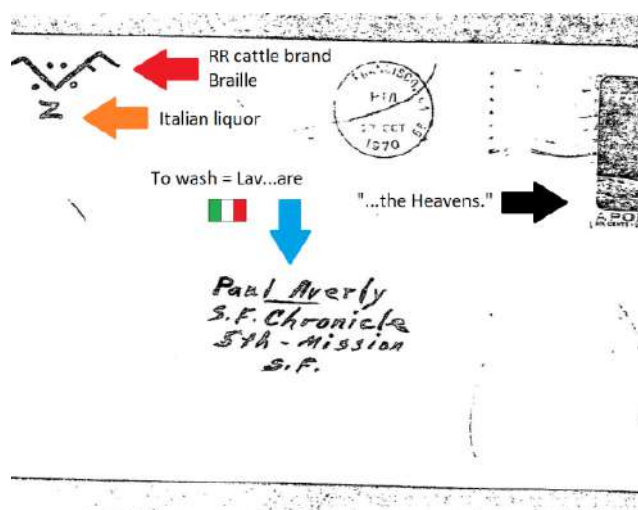 RR cattle brand
Braille
Italian liquor
N
To wash = Lav...are
"...the Heavens."
27 OCT
1970
APO
Paul Averly
S.F. Chronicle
5th - Mission
S.F.